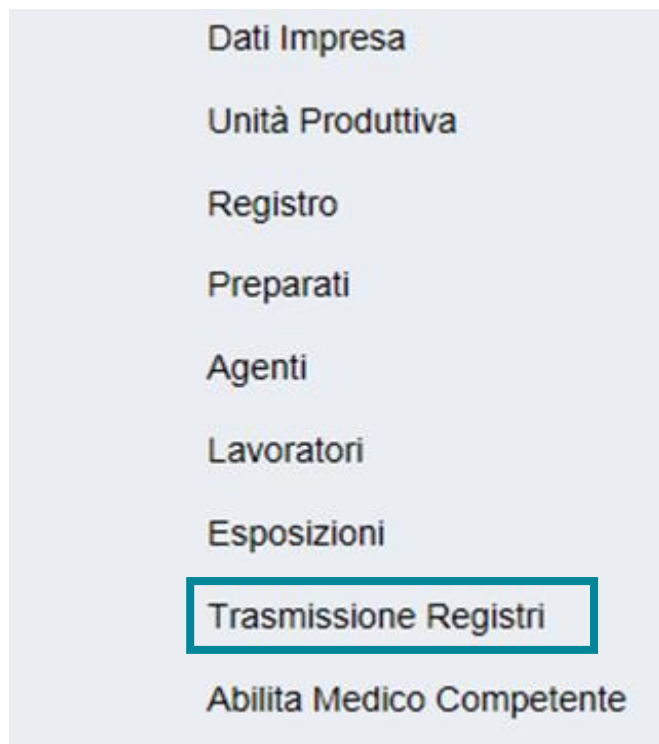 Dati Impresa
Unità Produttiva
Registro
Preparati
Agenti
Lavoratori
Esposizioni
Trasmissione Registri
Abilita Medico Competente